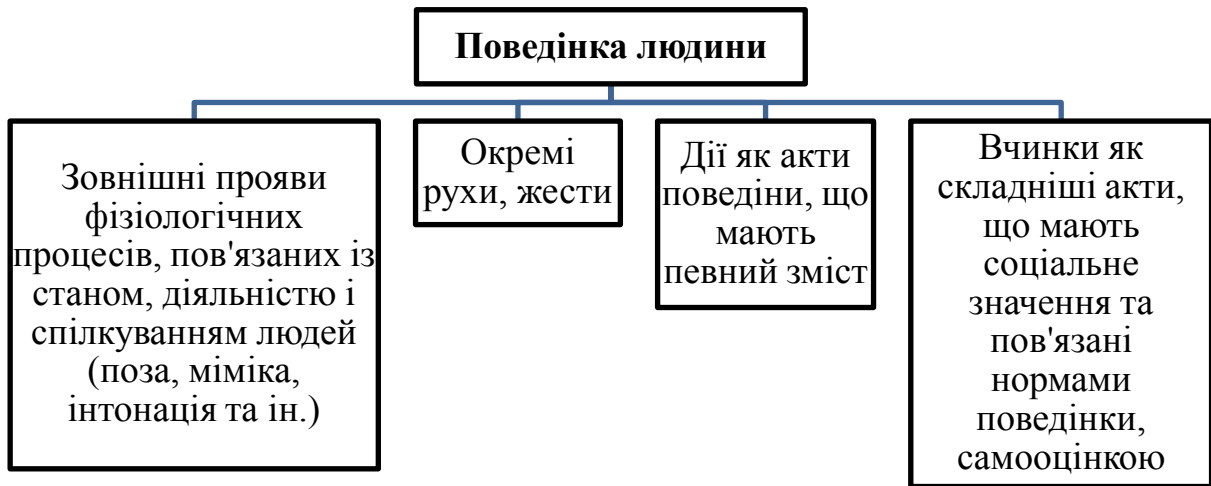 Поведінка людини
Зовнішні прояви
фізіологічних
процесів, пов'язаних із
станом, діяльністю і
спілкуванням людей
(поза, міміка,
інтонація та ін.)
Окремі
рухи, жести
Дії як акти
поведіни, що
мають
певний зміст
Вчинки як
складніші акти,
що мають
соціальне
значення та
пов'язані
нормами
поведінки,
самооцінкою